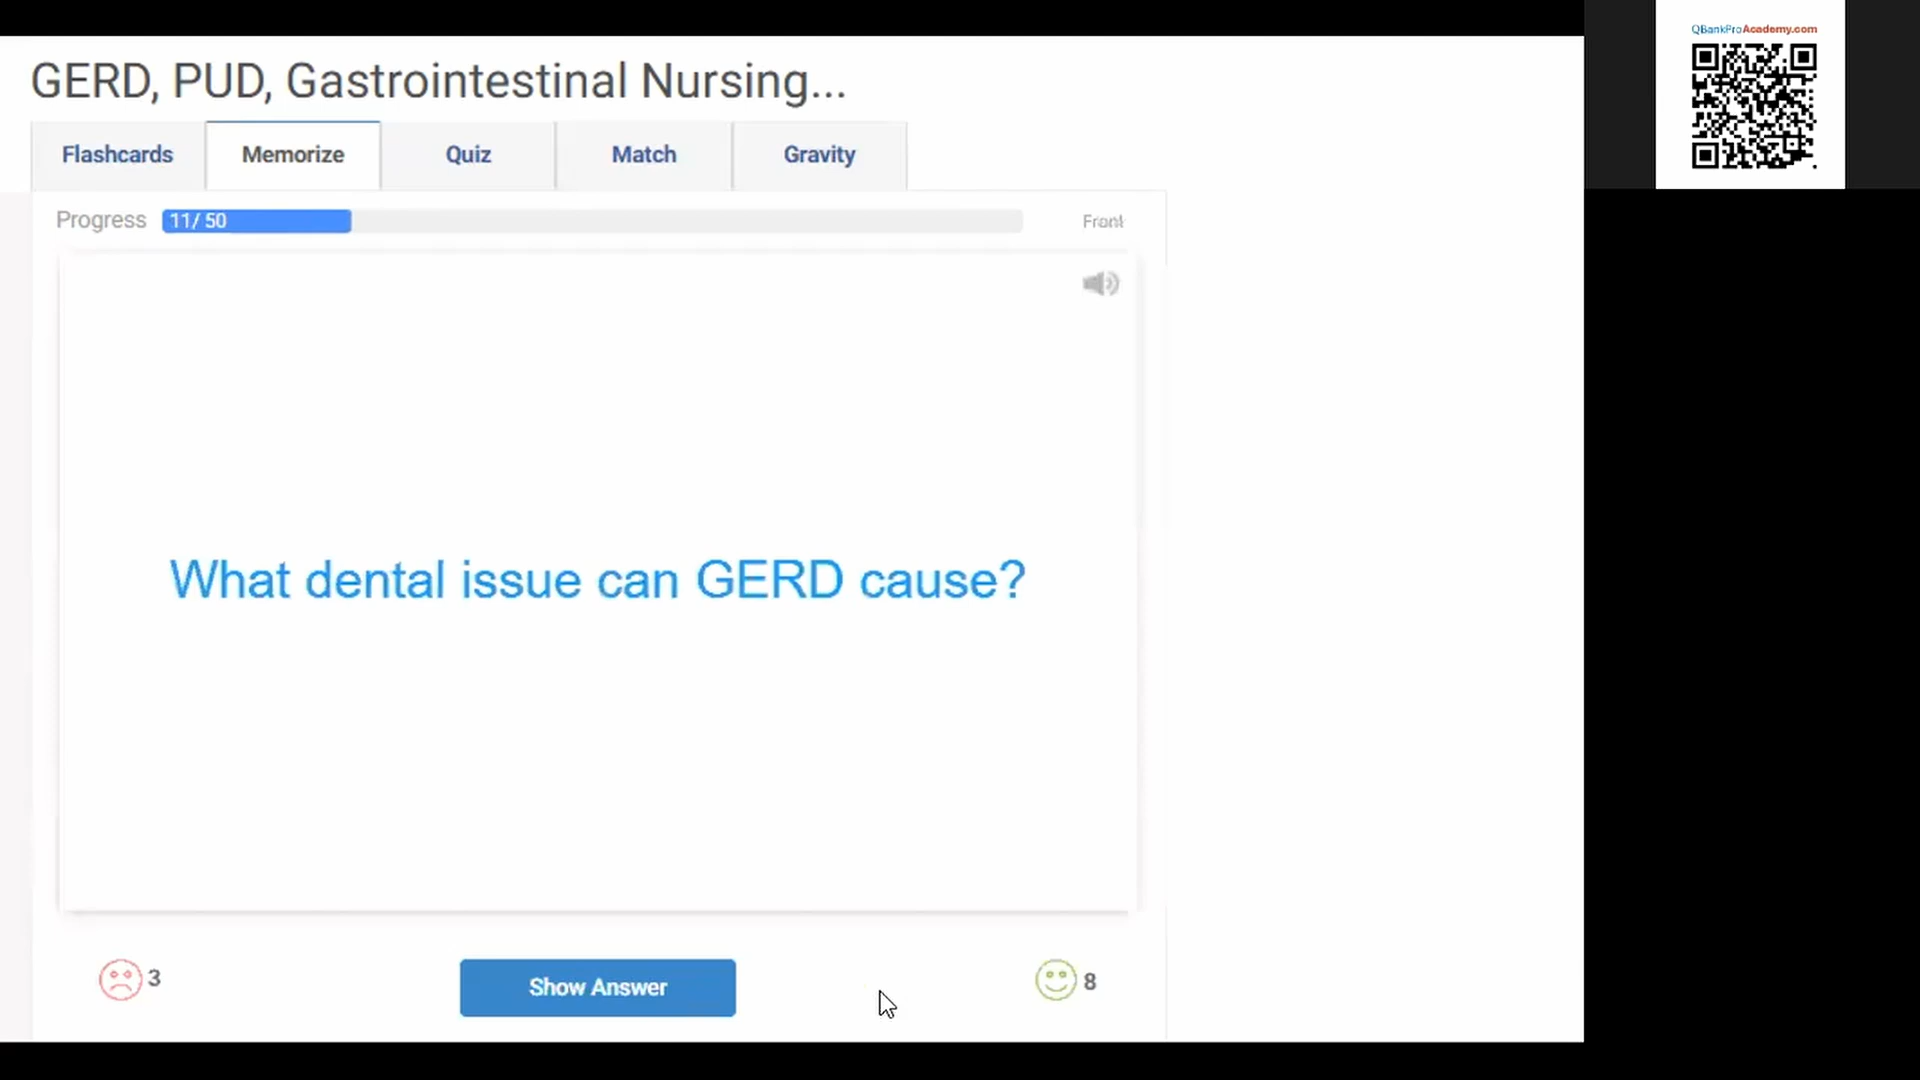 QBankProAcademy.com
GERD, PUD, Gastrointestinal Nursing...
Flashcards Memorize Quiz Match Gravity
Progress 11/ 50 Front
What dental issue can GERD cause?
3 Show Answer 8